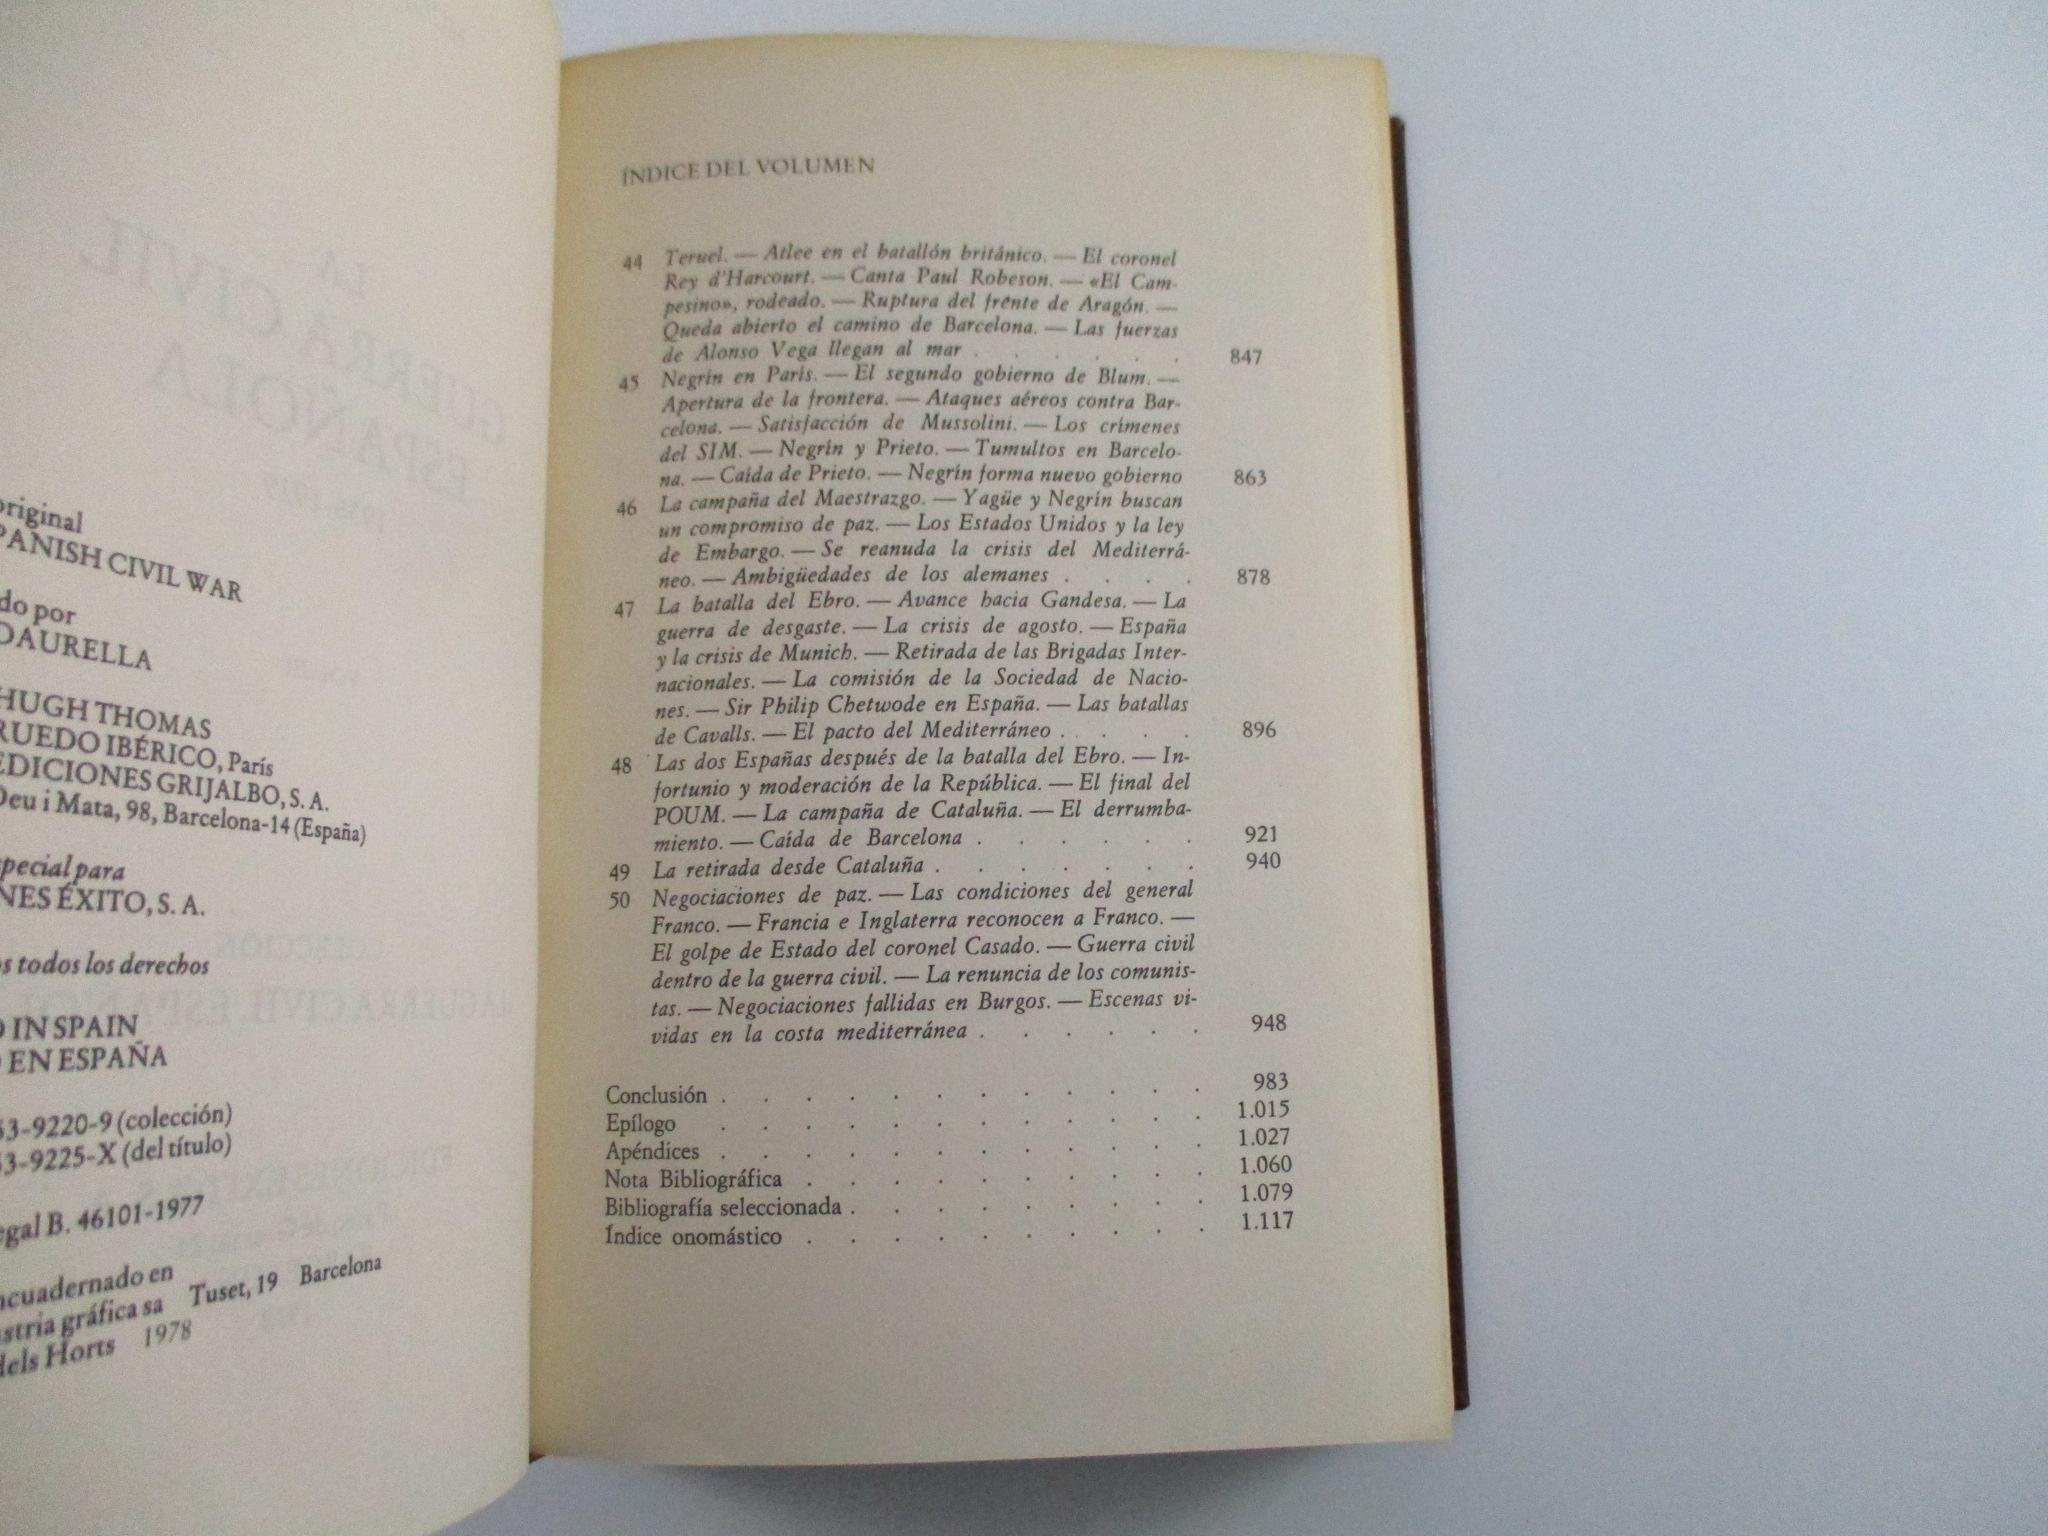 original
PANISH CIVIL WAR
do por
DAURELLA
HUGH THOMAS
RUEDO IBÉRICO, París
EDICIONES GRIJALBO, S. A.
Deu i Mata, 98, Barcelona-14 (España)
special para
NES ÉXITO, S. A.
os todos los derechos
D IN SPAIN
O EN ESPAÑA
53-9220-9 (colección)
53-9225-X (del título)
egal B. 46101-1977
ncuadernado en
stria gráfica sa Tuset, 19 Barcelona
dels Horts 1978
ÍNDICE DEL VOLUMEN
44 Teruel. — Atlee en el batallón británico. — El coronel
Rey d'Harcourt. — Canta Paul Robeson. — «El Cam-
pesino», rodeado. — Ruptura del frente de Aragón. —
Queda abierto el camino de Barcelona. — Las fuerzas
de Alonso Vega llegan al mar . . . . . . 847
45 Negrín en París. — El segundo gobierno de Blum. —
Apertura de la frontera. — Ataques aéreos contra Bar-
celona. — Satisfacción de Mussolini. — Los crímenes
del SIM. — Negrín y Prieto. — Tumultos en Barcelo-
na. — Caída de Prieto. — Negrín forma nuevo gobierno 863
46 La campaña del Maestrazgo. — Yagüe y Negrín buscan
un compromiso de paz. — Los Estados Unidos y la ley
de Embargo. — Se reanuda la crisis del Mediterrá-
neo. — Ambigüedades de los alemanes . . . . 878
47 La batalla del Ebro. — Avance hacia Gandesa. — La
guerra de desgaste. — La crisis de agosto. — España
y la crisis de Munich. — Retirada de las Brigadas Inter-
nacionales. — La comisión de la Sociedad de Nacio-
nes. — Sir Philip Chetwode en España. — Las batallas
de Cavalls. — El pacto del Mediterráneo . . . . 896
48 Las dos Españas después de la batalla del Ebro. — In-
fortunio y moderación de la República. — El final del
POUM. — La campaña de Cataluña. — El derrumba-
miento. — Caída de Barcelona . . . . . . 921
49 La retirada desde Cataluña . . . . . . . 940
50 Negociaciones de paz. — Las condiciones del general
Franco. — Francia e Inglaterra reconocen a Franco. —
El golpe de Estado del coronel Casado. — Guerra civil
dentro de la guerra civil. — La renuncia de los comunis-
tas. — Negociaciones fallidas en Burgos. — Escenas vi-
vidas en la costa mediterránea . . . . . . 948
Conclusión . . . . . . . . . . . . 983
Epílogo . . . . . . . . . . . . 1.015
Apéndices . . . . . . . . . . . . 1.027
Nota Bibliográfica . . . . . . . . . . 1.060
Bibliografía seleccionada . . . . . . . . . 1.079
Índice onomástico . . . . . . . . . . 1.117